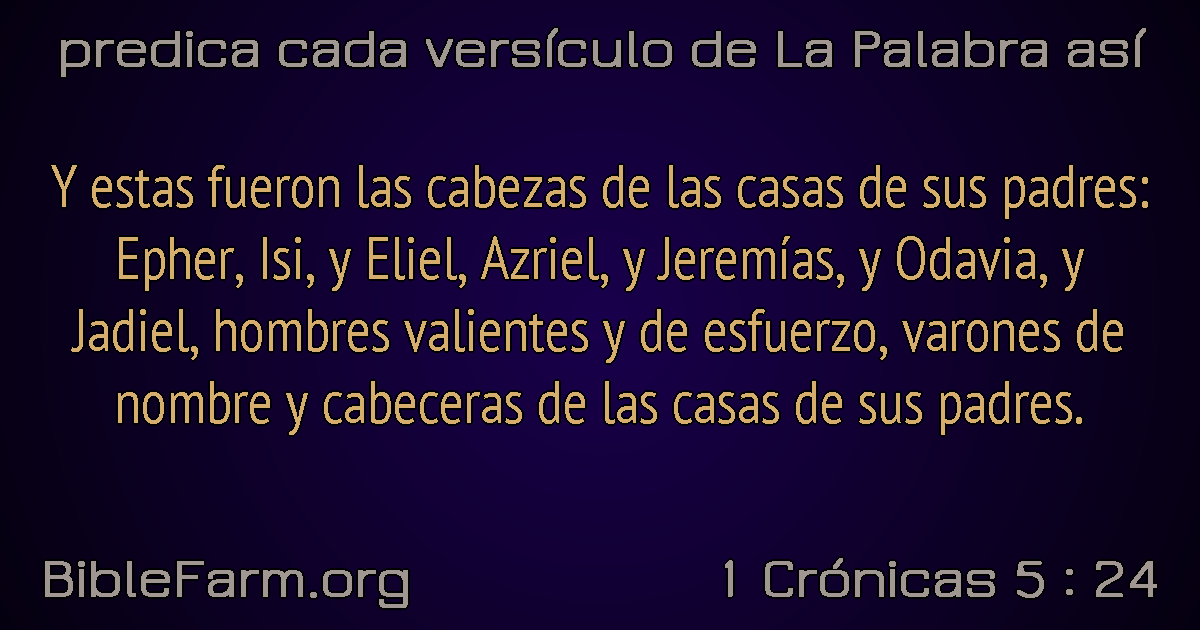 predica cada versículo de La Palabra así
Y estas fueron las cabezas de las casas de sus padres:
Epher, Isi, y Eliel, Azriel, y Jeremías, y Odavia, y
Jadiel, hombres valientes y de esfuerzo, varones de
nombre y cabeceras de las casas de sus padres.
BibleFarm.org
1 Crónicas 5 : 24